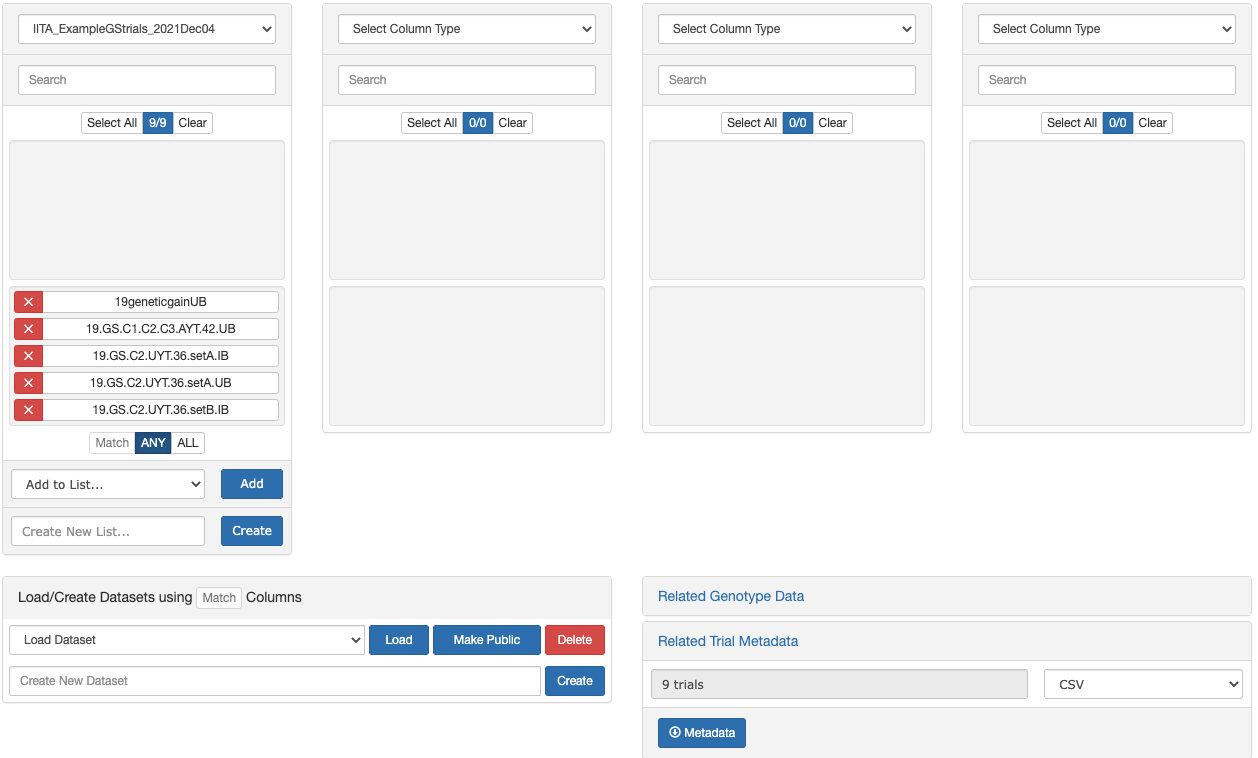 IITA_ExampleGStrials_2021Dec04
Search
Select All 9/9 Clear
19geneticgainUB
19.GS.C1.C2.C3.AYT.42.UB
19.GS.C2.UYT.36.setA.IB
19.GS.C2.UYT.36.setA.UB
19.GS.C2.UYT.36.setB.IB
Match ANY ALL
Add to List... Add
Create New List... Create
Select Column Type
Search
Select All 0/0 Clear
Select Column Type
Search
Select All 0/0 Clear
Select Column Type
Search
Select All 0/0 Clear
Load/Create Datasets using Match Columns
Load Dataset Load Make Public Delete
Create New Dataset Create
Related Genotype Data
Related Trial Metadata
9 trials CSV
Metadata